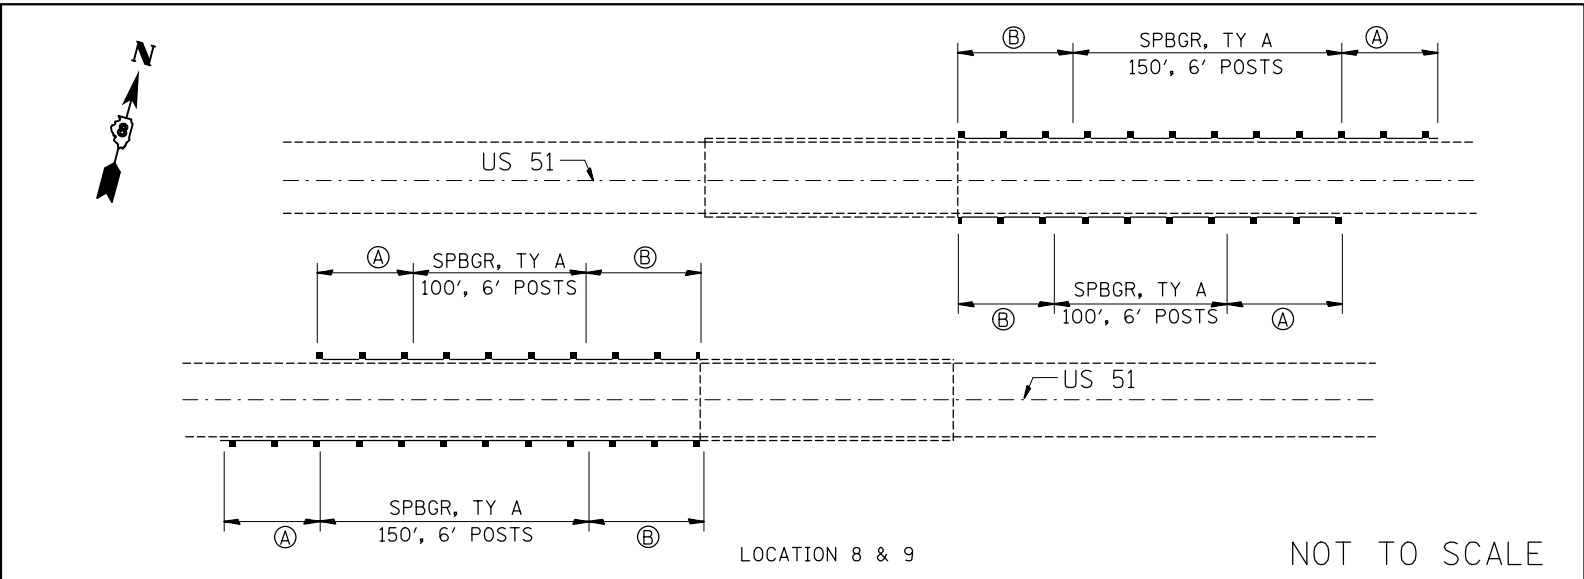 N
8
Ⓑ
SPBGR, TY A
150', 6' POSTS
Ⓐ
US 51
Ⓑ
SPBGR, TY A
100', 6' POSTS
Ⓐ
Ⓐ
SPBGR, TY A
100', 6' POSTS
Ⓑ
US 51
Ⓐ
SPBGR, TY A
150', 6' POSTS
Ⓑ
LOCATION 8 & 9
NOT TO SCALE